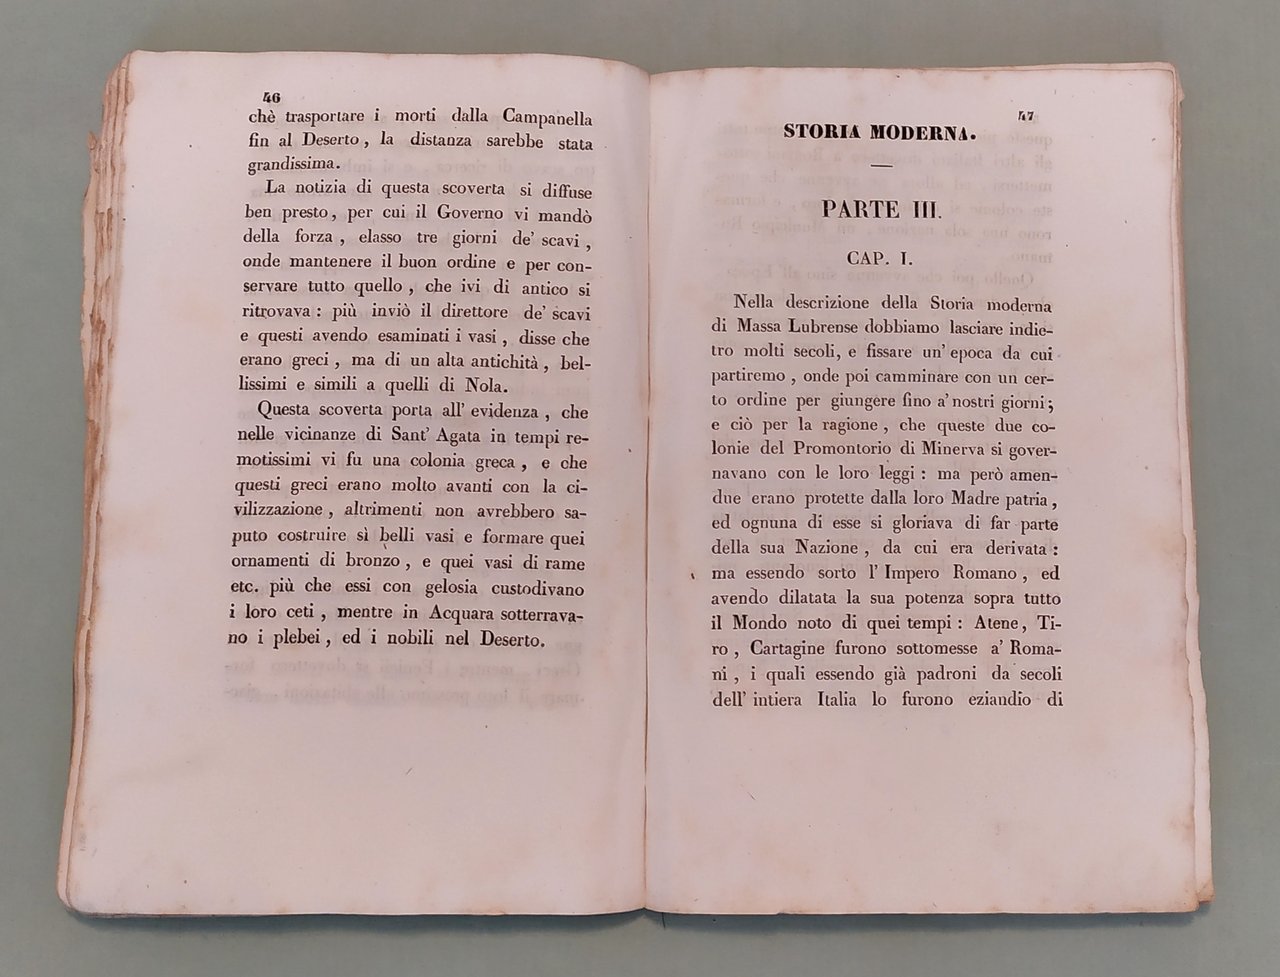 46
chè trasportare i morti dalla Campanella
fin al Deserto , la distanza sarebbe stata
grandissima.
La notizia di questa scoverta si diffuse
ben presto , per cui il Governo vi mandò
della forza , elasso tre giorni de' scavi ,
onde mantenere il buon ordine e per con-
servare tutto quello , che ivi di antico si
ritrovava : più inviò il direttore de' scavi
e questi avendo esaminati i vasi , disse che
erano greci , ma di un alta antichità , bel-
lissimi e simili a quelli di Nola.
Questa scoverta porta all' evidenza , che
nelle vicinanze di Sant' Agata in tempi re-
motissimi vi fu una colonia greca , e che
questi greci erano molto avanti con la ci-
vilizzazione , altrimenti non avrebbero sa-
puto costruire sì belli vasi e formare quei
ornamenti di bronzo , e quei vasi di rame
etc. più che essi con gelosia custodivano
i loro ceti , mentre in Acquara sotterrava-
no i plebei , ed i nobili nel Deserto.
47
STORIA MODERNA.
PARTE III.
CAP. I.
Nella descrizione della Storia moderna
di Massa Lubrense dobbiamo lasciare indie-
tro molti secoli, e fissare un' epoca da cui
partiremo , onde poi camminare con un cer-
to ordine per giungere fino a' nostri giorni ;
e ciò per la ragione , che queste due co-
lonie del Promontorio di Minerva si gover-
navano con le loro leggi : ma però amen-
due erano protette dalla loro Madre patria ,
ed ognuna di esse si gloriava di far parte
della sua Nazione , da cui era derivata :
ma essendo sorto l' Impero Romano , ed
avendo dilatata la sua potenza sopra tutto
il Mondo noto di quei tempi : Atene, Ti-
ro , Cartagine furono sottomesse a' Roma-
ni , i quali essendo già padroni da secoli
dell' intiera Italia lo furono eziandio di